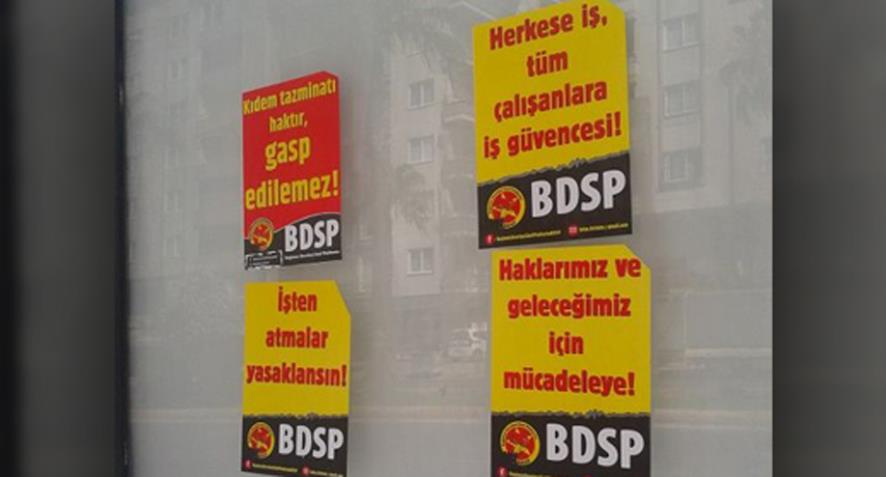 Kıdem tazminatı
haktır,
gasp
edilemez!
BDSP
Herkese iş,
tüm
çalışanlara
iş güvencesi!
BDSP
İşten
atmalar
yasaklansın!
BDSP
Haklarımız ve
geleceğimiz
için
mücadeleye!
BDSP